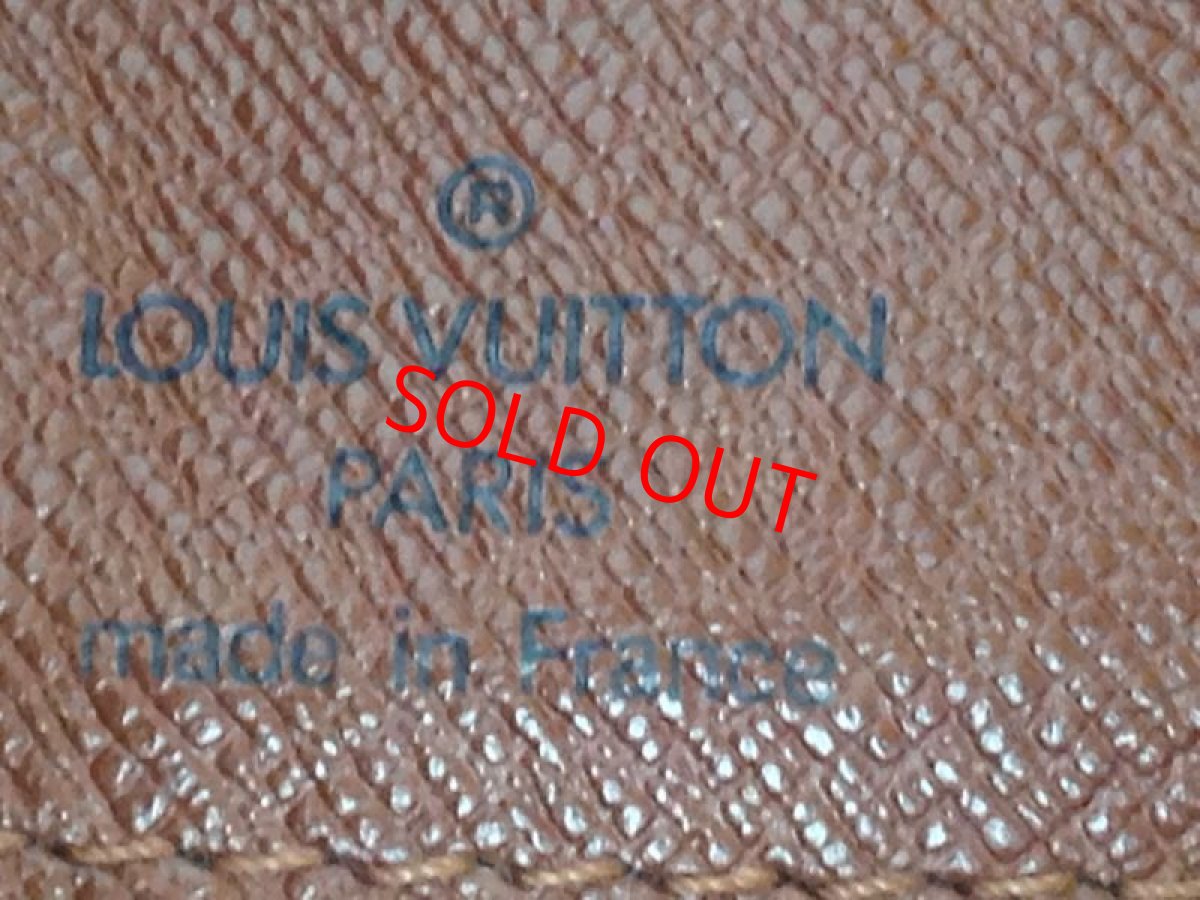 ®
LOUIS VUITTON
SOLD OUT
PARIS
made in France